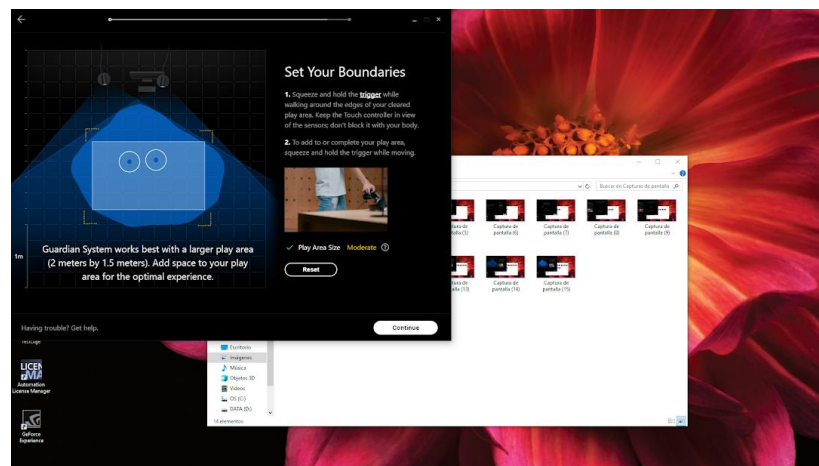 Set Your Boundaries
1. Squeeze and hold the trigger while
walking around the edges of your cleared
play area. Keep the Touch controller in view
of the sensors; don't block it with your body.
2. To add to or complete your play area,
squeeze and hold the trigger while moving.
Play Area Size Moderate
Reset
1m
Guardian System works best with a larger play area
(2 meters by 1.5 meters). Add space to your play
area for the optimal experience.
Having trouble? Get help.
Continue
Buscar en Capturas de pantalla
Captura de
pantalla (6)
Captura de
pantalla (7)
Captura de
pantalla (8)
Captura de
pantalla (9)
Captura de
pantalla (14)
Captura de
pantalla (15)
Escritorio
Imágenes
Música
Objetos 3D
Vídeos
OS (C:)
DATA (D:)
14 elementos
Automation
License Manager
GeForce
Experience